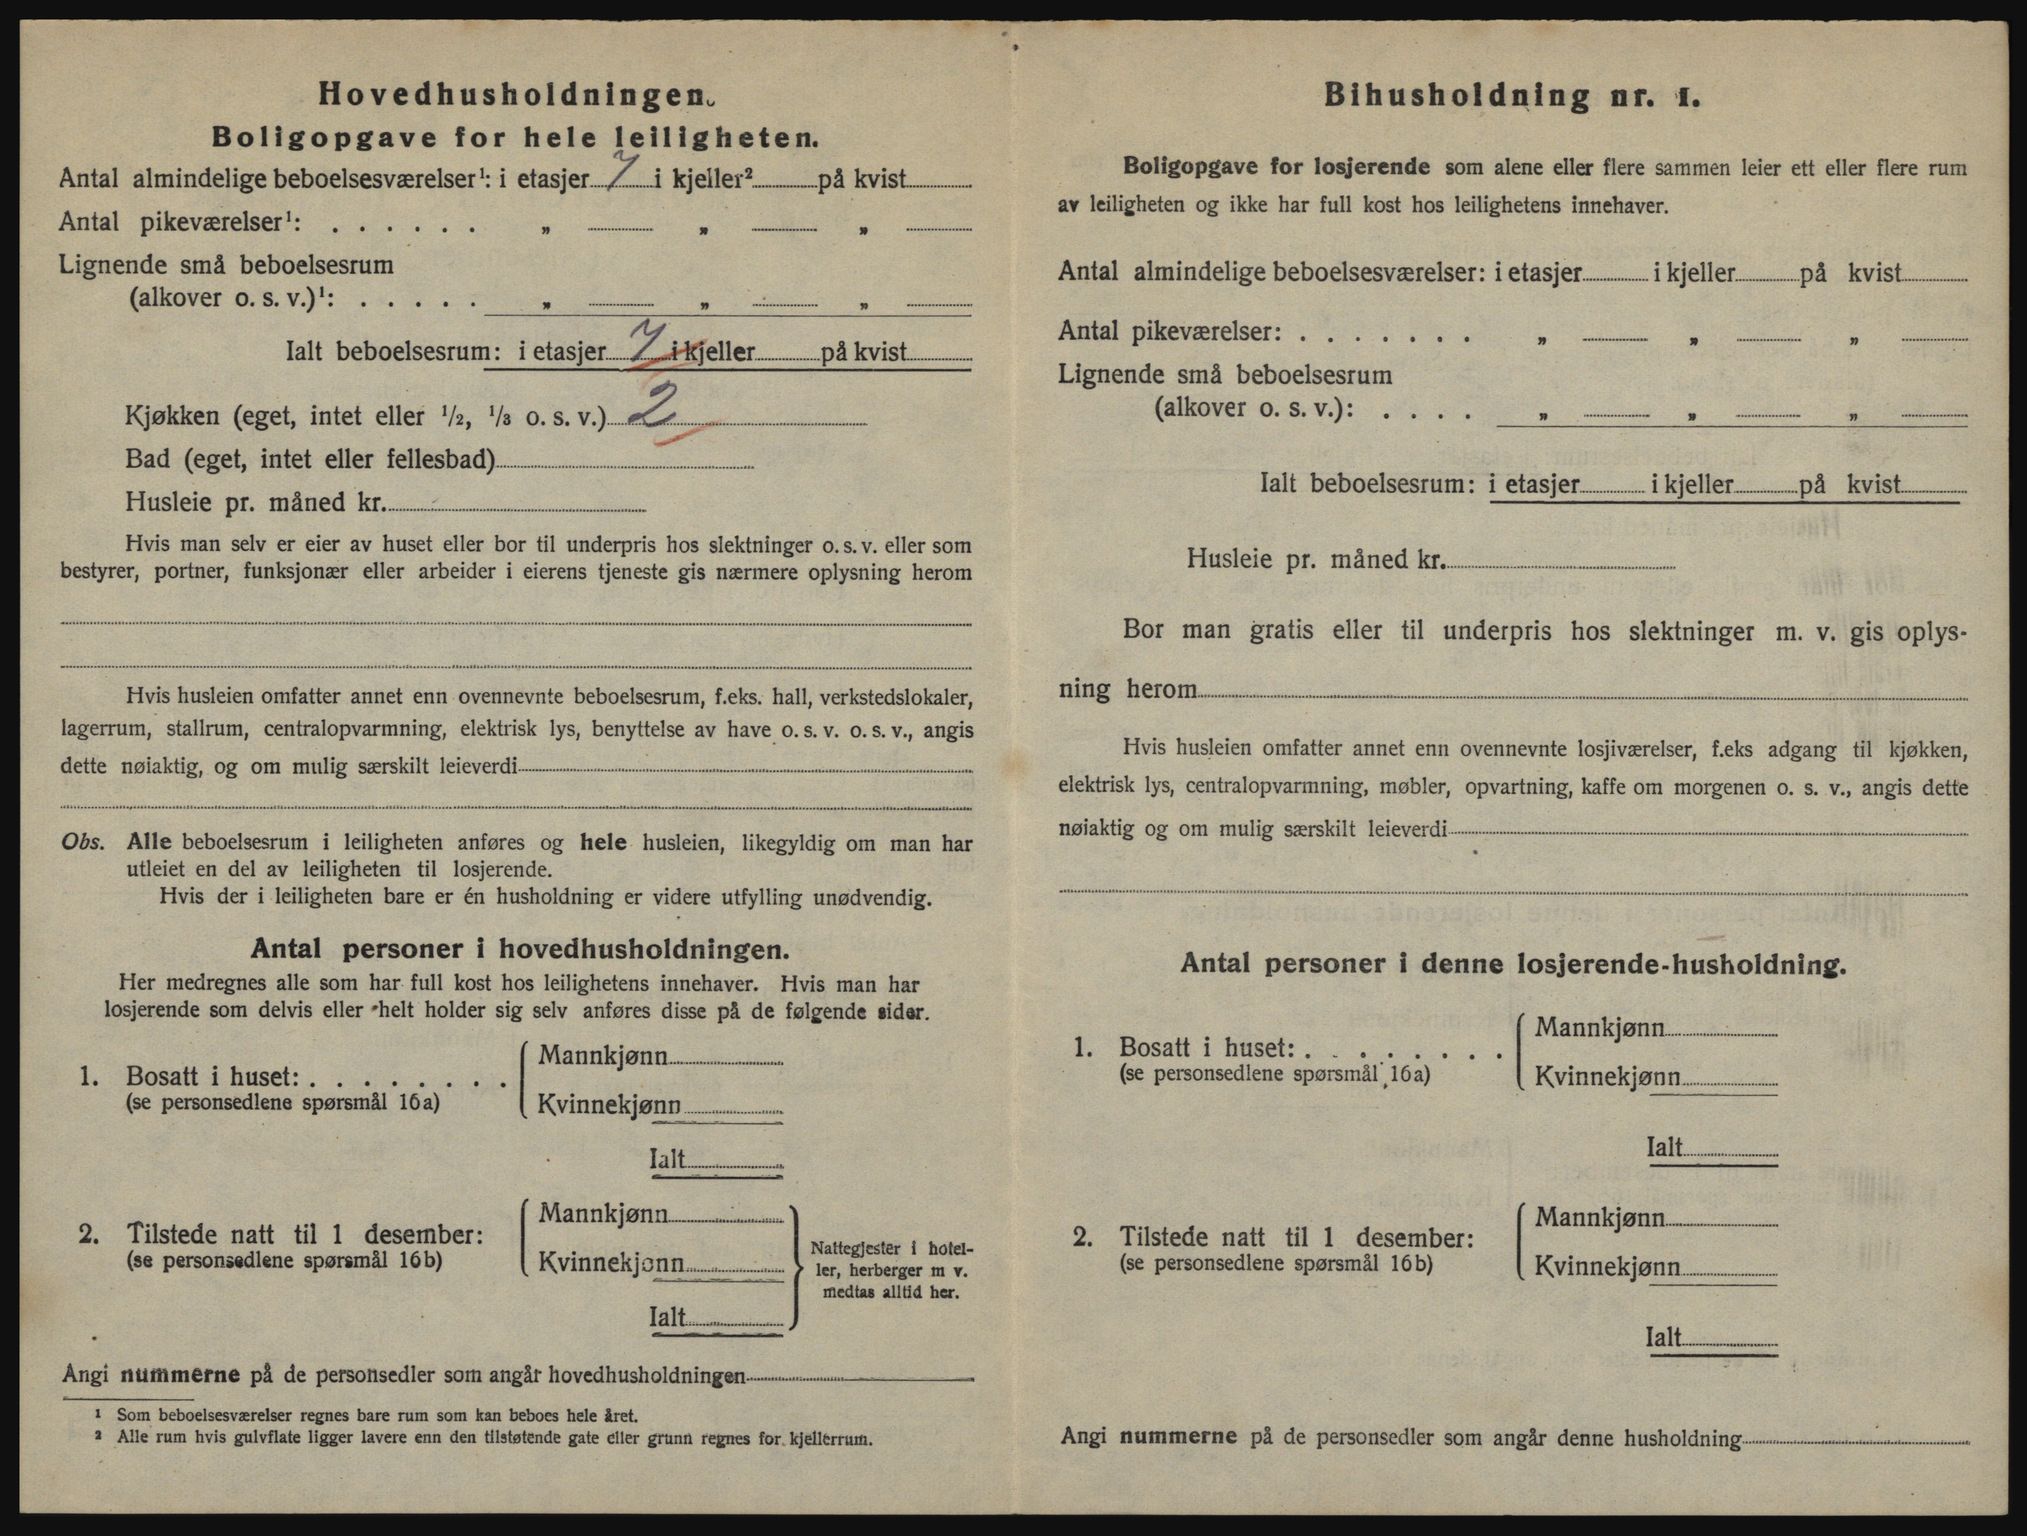 Hovedhusholdningen.
Boligopgave for hele leiligheten.
Antal almindelige beboelsesværelser¹: i etasjer 7 i kjeller² på kvist
Antal pikeværelser¹: . . . . . . „ „ „
Lignende små beboelsesrum
(alkover o. s. v.)¹: . . . . . „ „ „
Ialt beboelsesrum: i etasjer 7 i kjeller på kvist
Kjøkken (eget, intet eller ½, ⅓ o. s. v.) 2
Bad (eget, intet eller fellesbad)
Husleie pr. måned kr.
Hvis man selv er eier av huset eller bor til underpris hos slektninger o. s. v. eller som
bestyrer, portner, funksjonær eller arbeider i eierens tjeneste gis nærmere oplysning herom
Hvis husleien omfatter annet enn ovennevnte beboelsesrum, f.eks. hall, verkstedslokaler,
lagerrum, stallrum, centralopvarmning, elektrisk lys, benyttelse av have o. s. v. o. s. v., angis
dette nøiaktig, og om mulig særskilt leieverdi
Obs. Alle beboelsesrum i leiligheten anføres og hele husleien, likegyldig om man har
utleiet en del av leiligheten til losjerende.
Hvis der i leiligheten bare er én husholdning er videre utfylling unødvendig.
Antal personer i hovedhusholdningen.
Her medregnes alle som har full kost hos leilighetens innehaver. Hvis man har
losjerende som delvis eller helt holder sig selv anføres disse på de følgende sider.
Mannkjønn
1. Bosatt i huset: . . . . . . . .
(se personsedlene spørsmål 16a)
Kvinnekjønn
Ialt
Mannkjønn
2. Tilstede natt til 1 desember:
(se personsedlene spørsmål 16b)
Kvinnekjønn
Ialt
Nattegjester i hotel-
ler, herberger m v.
medtas alltid her.
Angi nummerne på de personsedler som angår hovedhusholdningen
¹ Som beboelsesværelser regnes bare rum som kan beboes hele året.
² Alle rum hvis gulvflate ligger lavere enn den tilstøtende gate eller grunn regnes for kjellerrum.
Bihusholdning nr. 1.
Boligopgave for losjerende som alene eller flere sammen leier ett eller flere rum
av leiligheten og ikke har full kost hos leilighetens innehaver.
Antal almindelige beboelsesværelser: i etasjer i kjeller på kvist
Antal pikeværelser: . . . . . . . „ „ „
Lignende små beboelsesrum
(alkover o. s. v.): . . . . „ „ „
Ialt beboelsesrum: i etasjer i kjeller på kvist
Husleie pr. måned kr.
Bor man gratis eller til underpris hos slektninger m. v. gis oplys-
ning herom
Hvis husleien omfatter annet enn ovennevnte losjiværelser, f.eks adgang til kjøkken,
elektrisk lys, centralopvarmning, møbler, opvartning, kaffe om morgenen o. s. v., angis dette
nøiaktig og om mulig særskilt leieverdi
Antal personer i denne losjerende-husholdning.
Mannkjønn
1. Bosatt i huset: . . . . . . . .
(se personsedlene spørsmål 16a)
Kvinnekjønn
Ialt
Mannkjønn
2. Tilstede natt til 1 desember:
(se personsedlene spørsmål 16b)
Kvinnekjønn
Ialt
Angi nummerne på de personsedler som angår denne husholdning